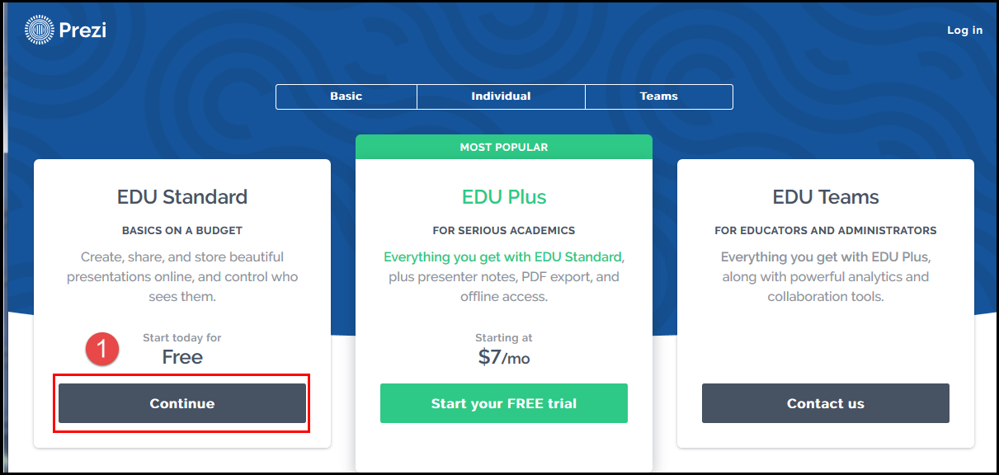 Prezi
Log in
Basic
Individual
Teams
EDU Standard
BASICS ON A BUDGET
Create, share, and store beautiful
presentations online, and control who
sees them.
1
Start today for
Free
Continue
MOST POPULAR
EDU Plus
FOR SERIOUS ACADEMICS
Everything you get with EDU Standard,
plus presenter notes, PDF export, and
offline access.
Starting at
$7/mo
Start your FREE trial
EDU Teams
FOR EDUCATORS AND ADMINISTRATORS
Everything you get with EDU Plus,
along with powerful analytics and
collaboration tools.
Contact us